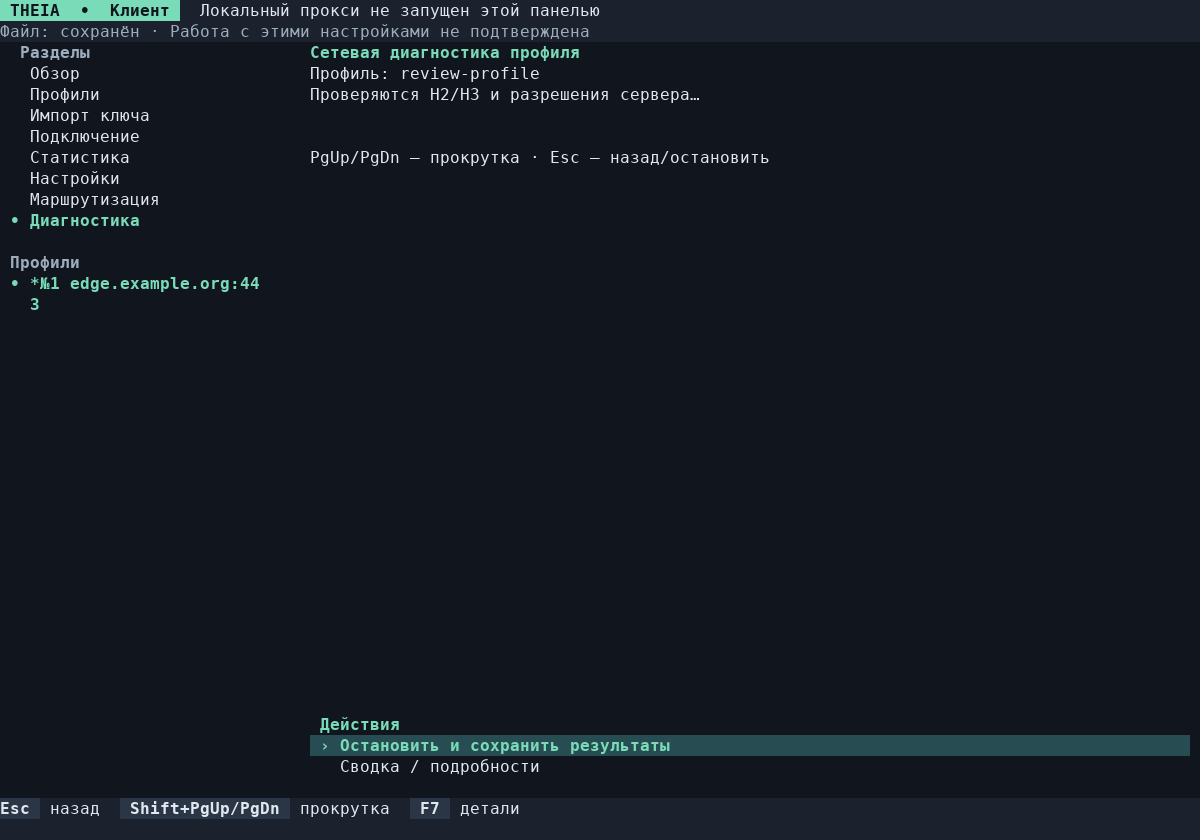 THEIA • Клиент Локальный прокси не запущен этой панелью
Файл: сохранён · Работа с этими настройками не подтверждена
Разделы
Обзор
Профили
Импорт ключа
Подключение
Статистика
Настройки
Маршрутизация
• Диагностика
Профили
• *№1 edge.example.org:44
3
Сетевая диагностика профиля
Профиль: review-profile
Проверяются H2/H3 и разрешения сервера…
PgUp/PgDn — прокрутка · Esc — назад/остановить
Действия
› Остановить и сохранить результаты
Сводка / подробности
Esc назад Shift+PgUp/PgDn прокрутка F7 детали